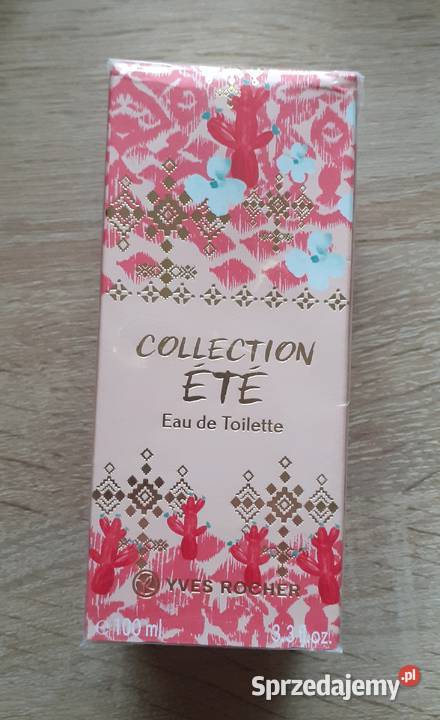 COLLECTION
ÉTÉ
Eau de Toilette
YVES ROCHER
e 100 ml 3.3 fl.oz.
Sprzedajemy.pl